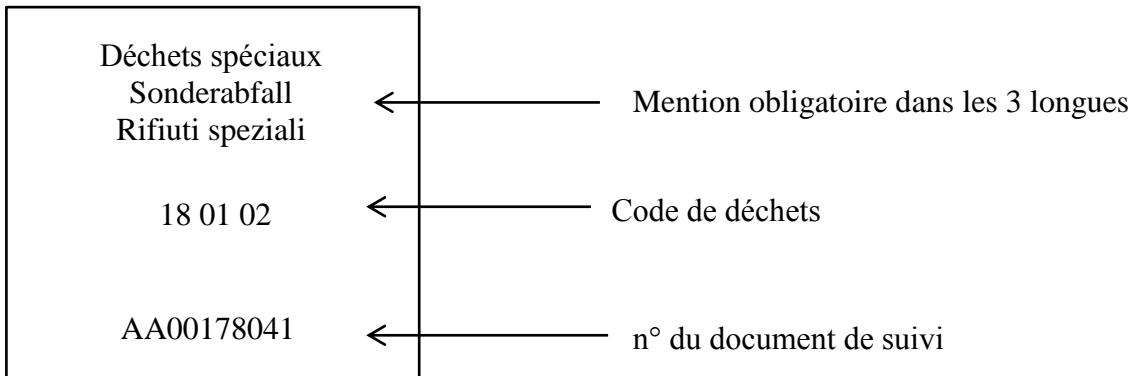 Déchets spéciaux
Sonderabfall
Rifiuti speziali
Mention obligatoire dans les 3 longues
18 01 02
Code de déchets
AA00178041
n° du document de suivi